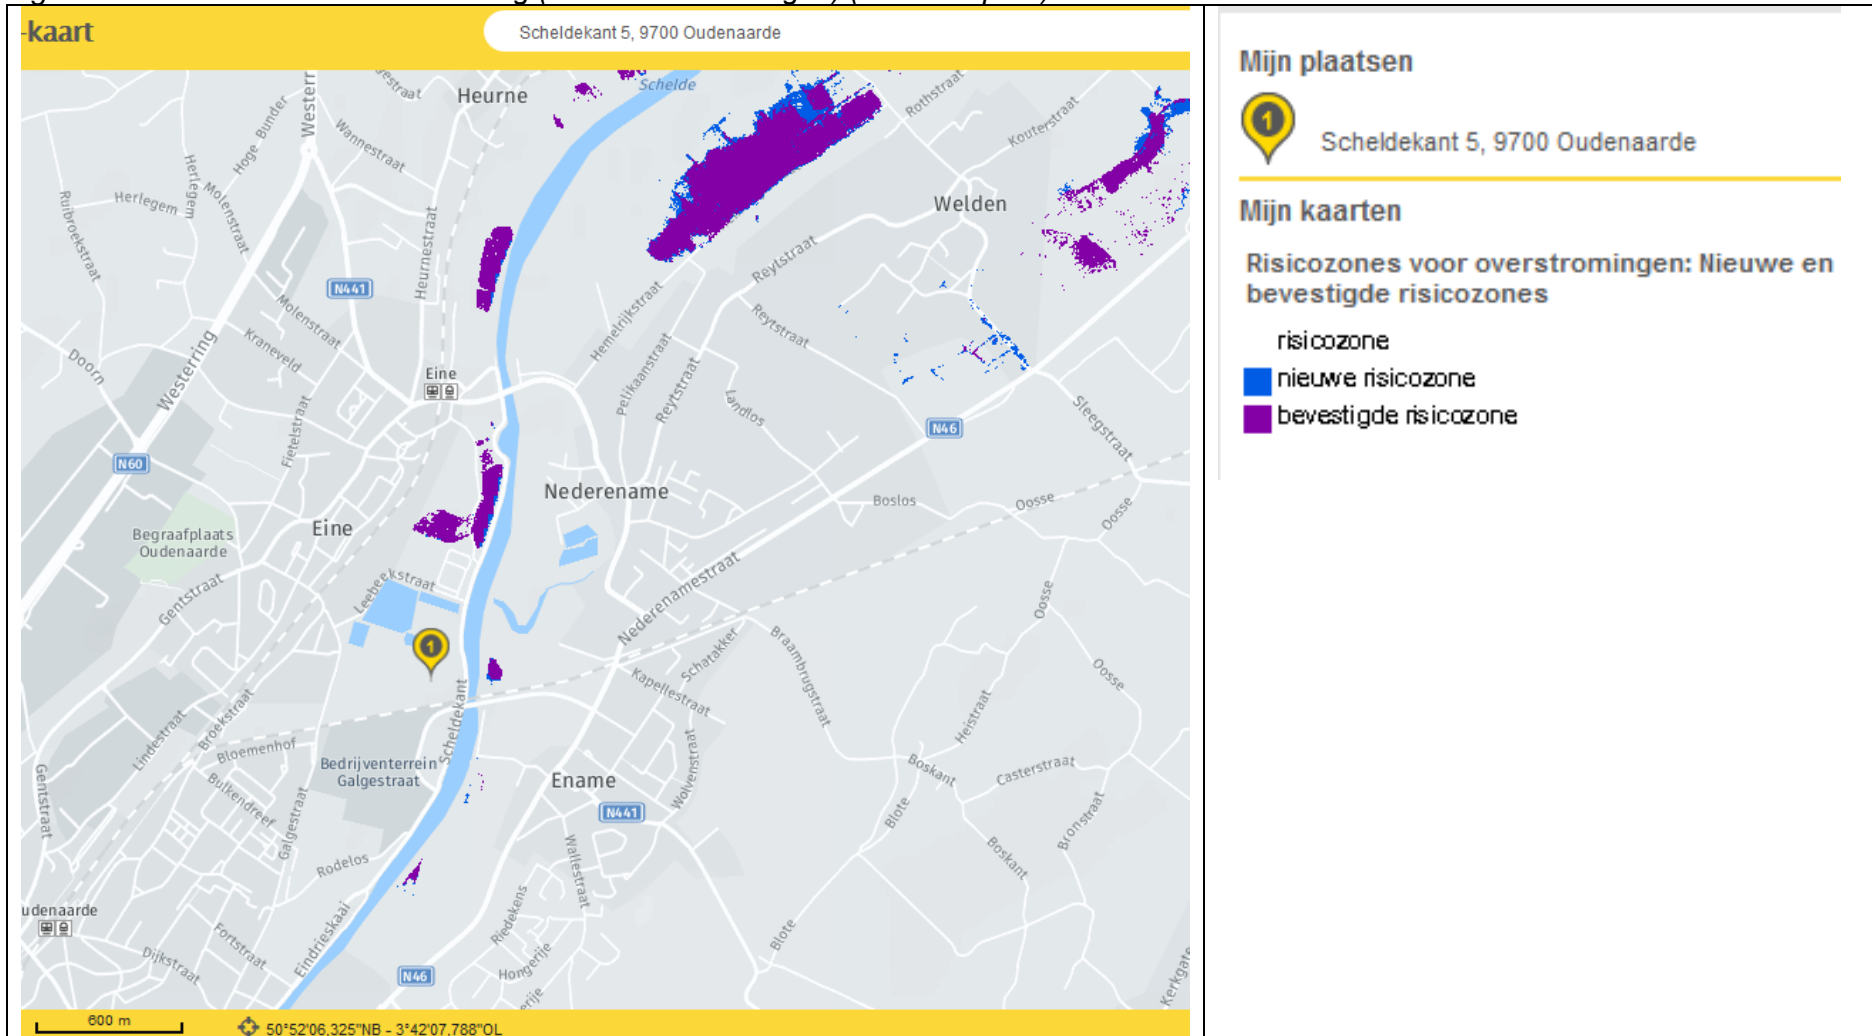 -kaart
Scheldekant 5, 9700 Oudenaarde
Heurne
Schelde
Westerr
Hoge Bunder
Wannestraat
Rothstraat
Kouterstraat
Herlegem
Herlegem
Molenstraat
Ruibroekstraat
Heurnestraat
Welden
Reytstraat
N441
Molenstraat
Hemelrijkstraat
Reytstraat
Kraneveld
Westerring
Doorn
Eine
Pelikaanstraat
Reytstraat
Landlos
Sleegstraat
Fietelstraat
N46
N60
Nederename
Boslos
Oosse
Oosse
Begraafplaats
Oudenaarde
Eine
Leebeekstraat
Gentstraat
Nederenamestraat
Oosse
Schatakker
Braambrugstraat
Oosse
Kapellestraat
Scheldekant
Heistraat
Lindestraat
Broekstraat
Bloemenhof
Bedrijventerrein
Galgestraat
Wolvenstraat
Ename
Boskant
Casterstraat
Gentstraat
Bulkendreef
Galgestraat
N441
Blote
Bronstraat
Wallestraat
Boskant
Rodelos
udenaarde
Riedekens
Eindrieskaai
Fortstraat
Blote
Dijkstraat
N46
Hongerije
erije
Kerkgate
600 m
50°52'06,325"NB - 3°42'07,788"OL
Mijn plaatsen
1
Scheldekant 5, 9700 Oudenaarde
Mijn kaarten
Risicozones voor overstromingen: Nieuwe en
bevestigde risicozones
risicozone
nieuwe risicozone
bevestigde risicozone